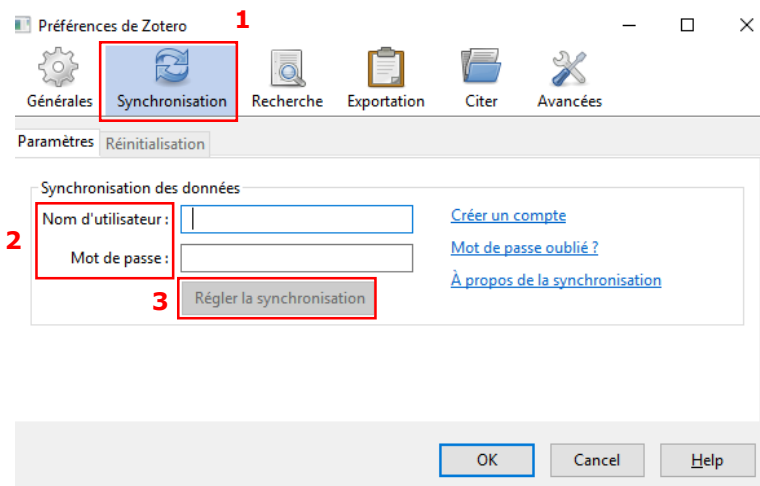 Préférences de Zotero
1
Générales Synchronisation Recherche Exportation Citer Avancées
Paramètres Réinitialisation
Synchronisation des données
Nom d'utilisateur : Créer un compte
2
Mot de passe : Mot de passe oublié ?
À propos de la synchronisation
3 Régler la synchronisation
OK Cancel Help